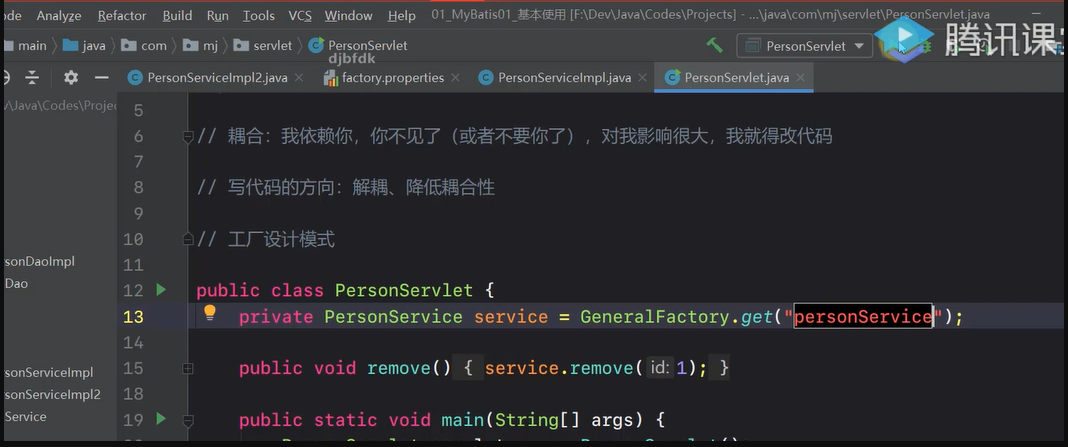 ode Analyze Refactor Build Run Tools VCS Window Help 01_MyBatis01_基本使用 [F:\Dev\Java\Codes\Projects] - ...\java\com\mj\servlet\PersonServlet.java
main java com mj servlet PersonServlet PersonServlet
腾讯课
djbfdk
PersonServiceImpl2.java factory.properties PersonServiceImpl.java PersonServlet.java
v\Java\Codes\Projec
5
6 // 耦合：我依赖你，你不见了（或者不要你了），对我影响很大，我就得改代码
7
8 // 写代码的方向：解耦、降低耦合性
9
10 // 工厂设计模式
sonDaoImpl
11
Dao
12 public class PersonServlet {
13 private PersonService service = GeneralFactory.get("personService");
14
15 public void remove() { service.remove( id: 1); }
sonServiceImpl
18
sonServiceImpl2
Service
19 public static void main(String[] args) {